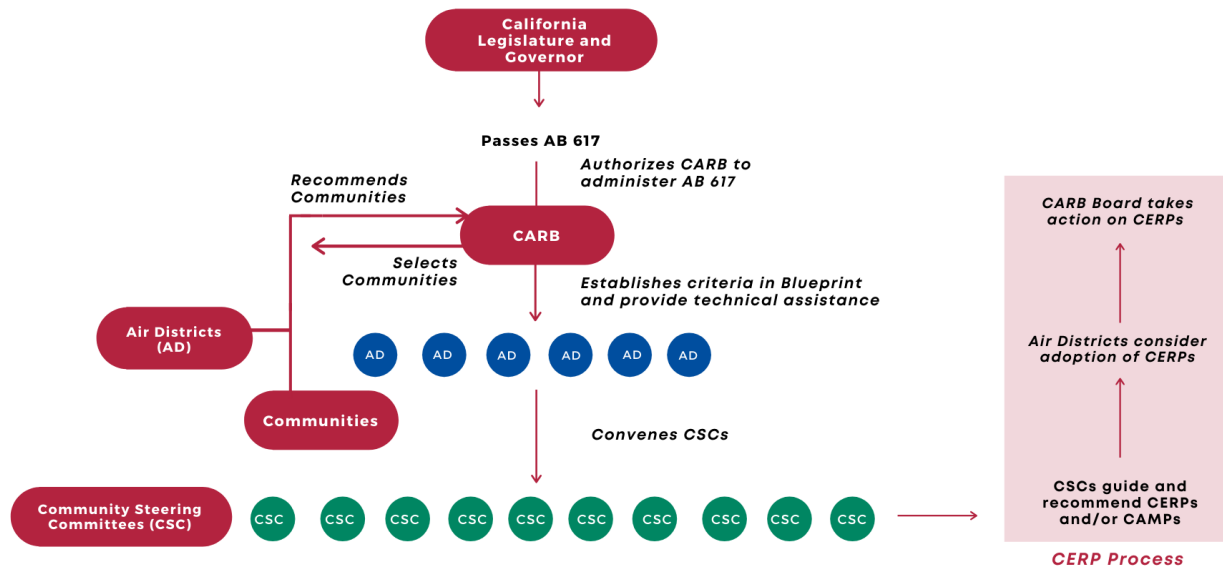 California
Legislature and
Governor
Passes AB 617
Authorizes CARB to
administer AB 617
Recommends
Communities
CARB
Selects
Communities
Establishes criteria in Blueprint
and provide technical assistance
Air Districts
(AD)
AD AD AD AD AD AD
Communities
Convenes CSCs
Community Steering
Committees (CSC)
CSC CSC CSC CSC CSC CSC CSC CSC CSC CSC
CARB Board takes
action on CERPs
Air Districts consider
adoption of CERPs
CSCs guide and
recommend CERPs
and/or CAMPs
CERP Process